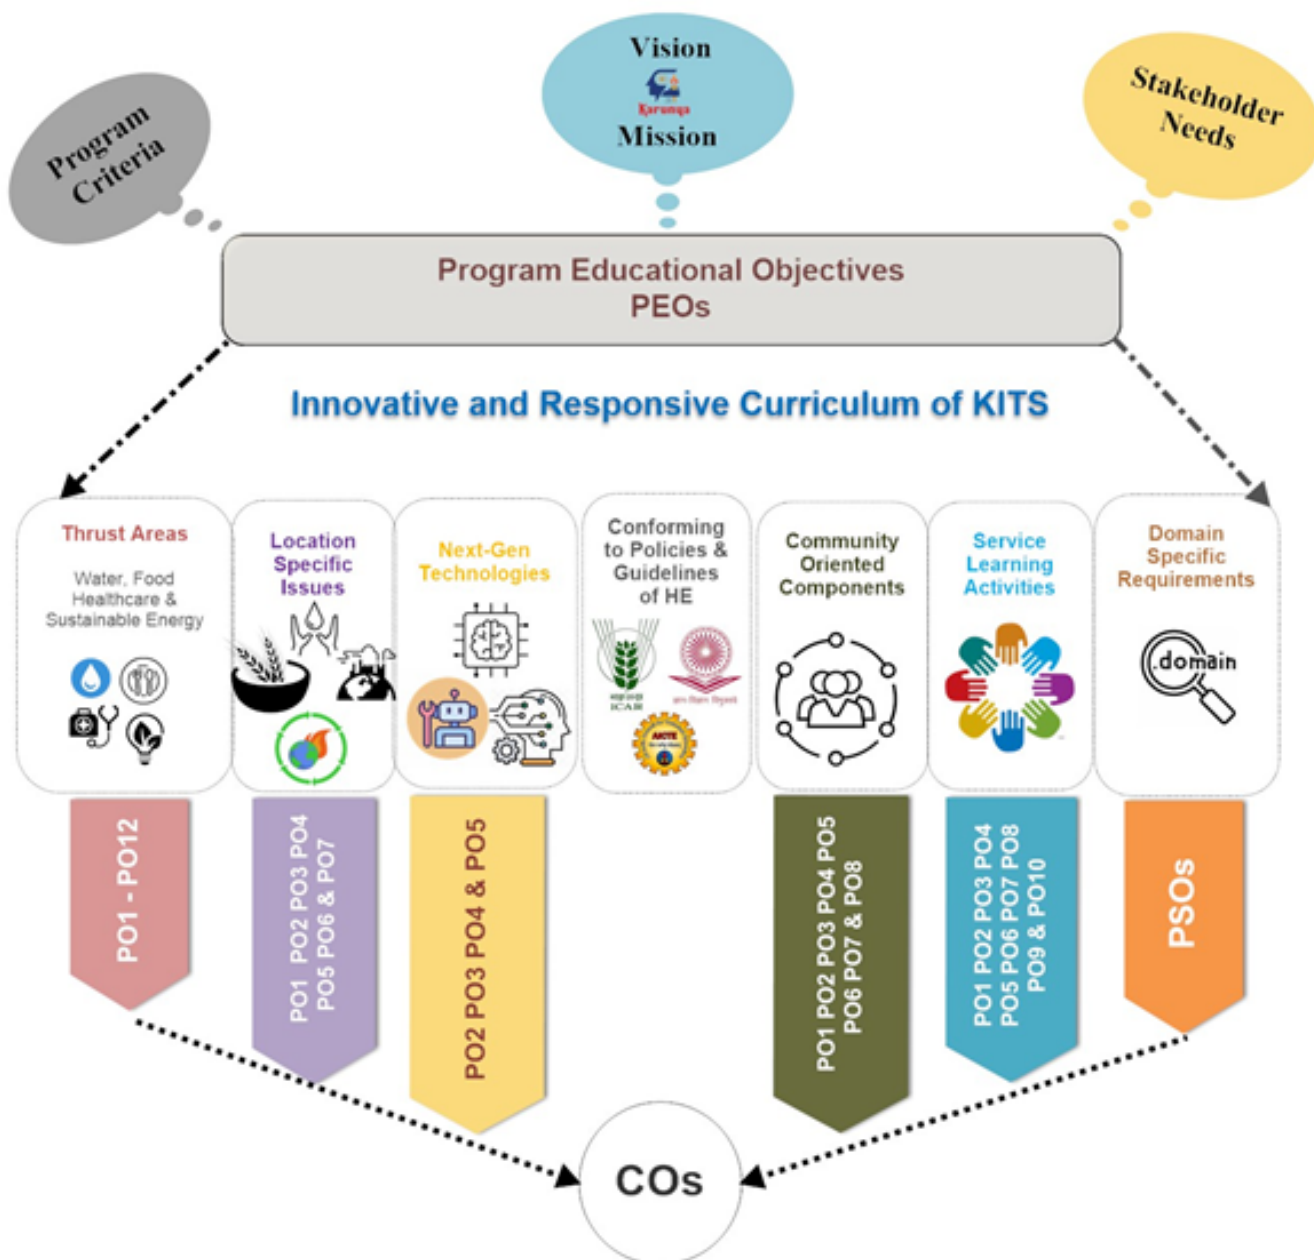 Program
Criteria
Vision
Karunya
Mission
Stakeholder
Needs
Program Educational Objectives
PEOs
Innovative and Responsive Curriculum of KITS
Thrust Areas
Water, Food
Healthcare &
Sustainable Energy
Location
Specific
Issues
Next-Gen
Technologies
Conforming
to Policies &
Guidelines
of HE
ICAR
AICTE
Community
Oriented
Components
Service
Learning
Activities
Domain
Specific
Requirements
.domain
PO1 - PO12
PO1 PO2 PO3 PO4
PO5 PO6 & PO7
PO2 PO3 PO4 & PO5
PO1 PO2 PO3 PO4 PO5
PO6 PO7 & PO8
PO1 PO2 PO3 PO4
PO5 PO6 PO7 PO8
PO9 & PO10
PSOs
COs